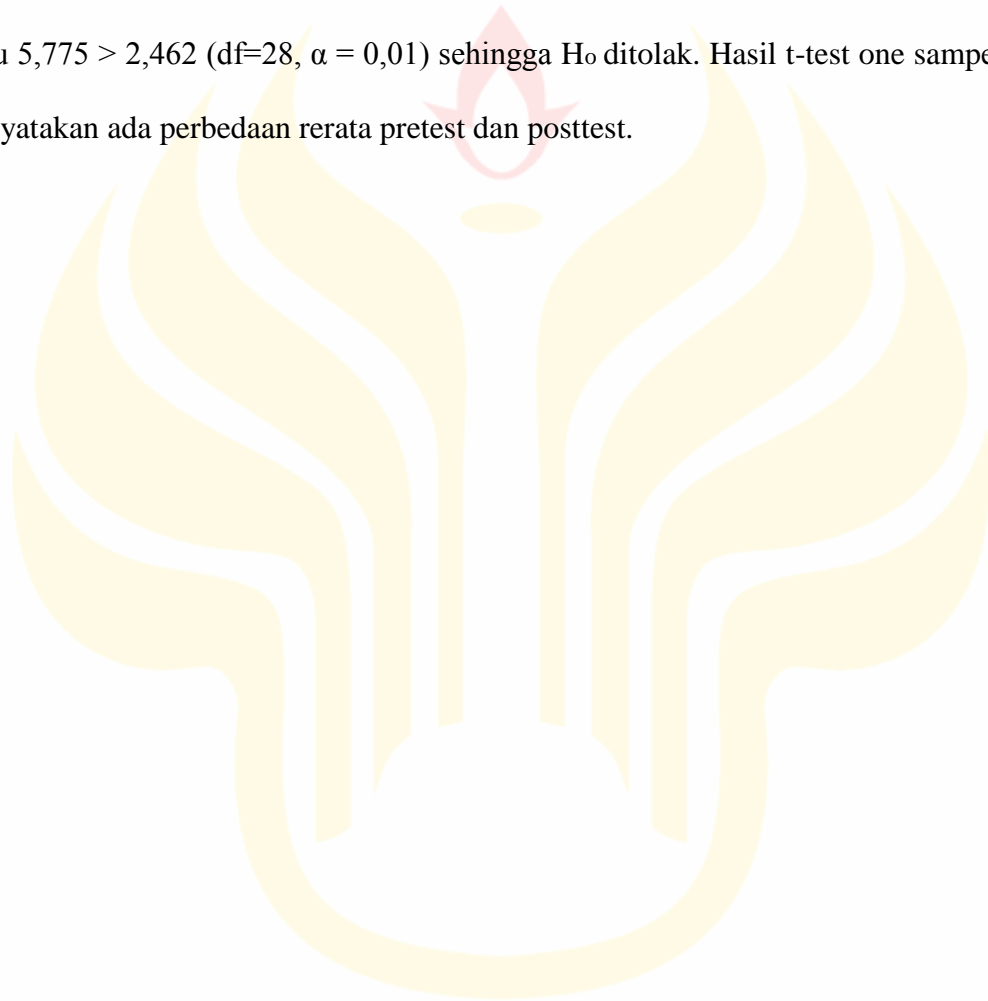 u 5,775 > 2,462 (df=28, α = 0,01) sehingga Ho ditolak. Hasil t-test one sampe
yatakan ada perbedaan rerata pretest dan posttest.